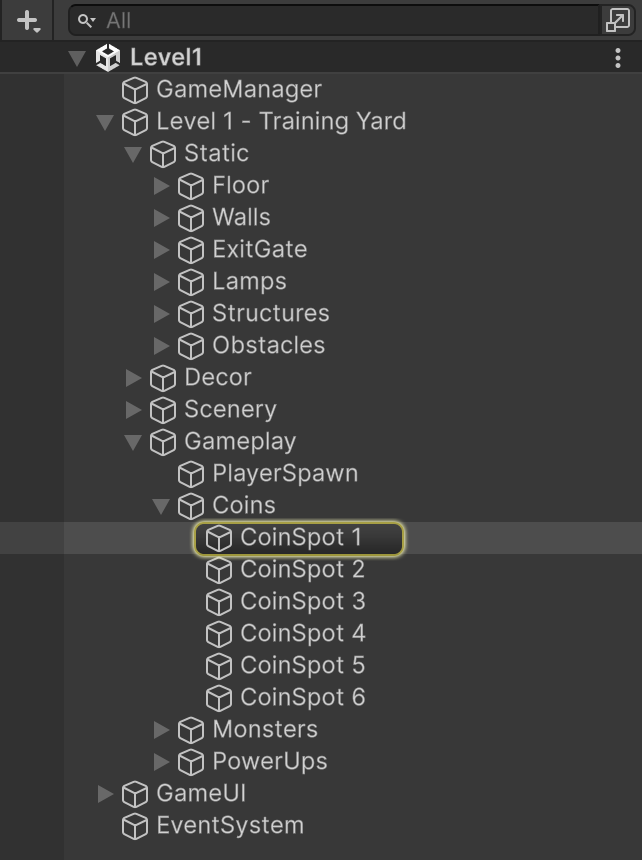 All
Level1
GameManager
Level 1 - Training Yard
Static
Floor
Walls
ExitGate
Lamps
Structures
Obstacles
Decor
Scenery
Gameplay
PlayerSpawn
Coins
CoinSpot 1
CoinSpot 2
CoinSpot 3
CoinSpot 4
CoinSpot 5
CoinSpot 6
Monsters
PowerUps
GameUI
EventSystem